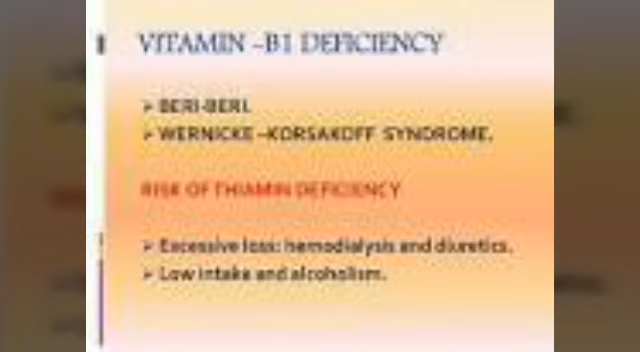 VITAMIN –B1 DEFICIENCY
➢ BERI-BERI.
➢ WERNICKE –KORSAKOFF SYNDROME.
RISK OF THIAMIN DEFICIENCY
➢ Excessive loss: hemodialysis and diuretics.
➢ Low intake and alcoholism.